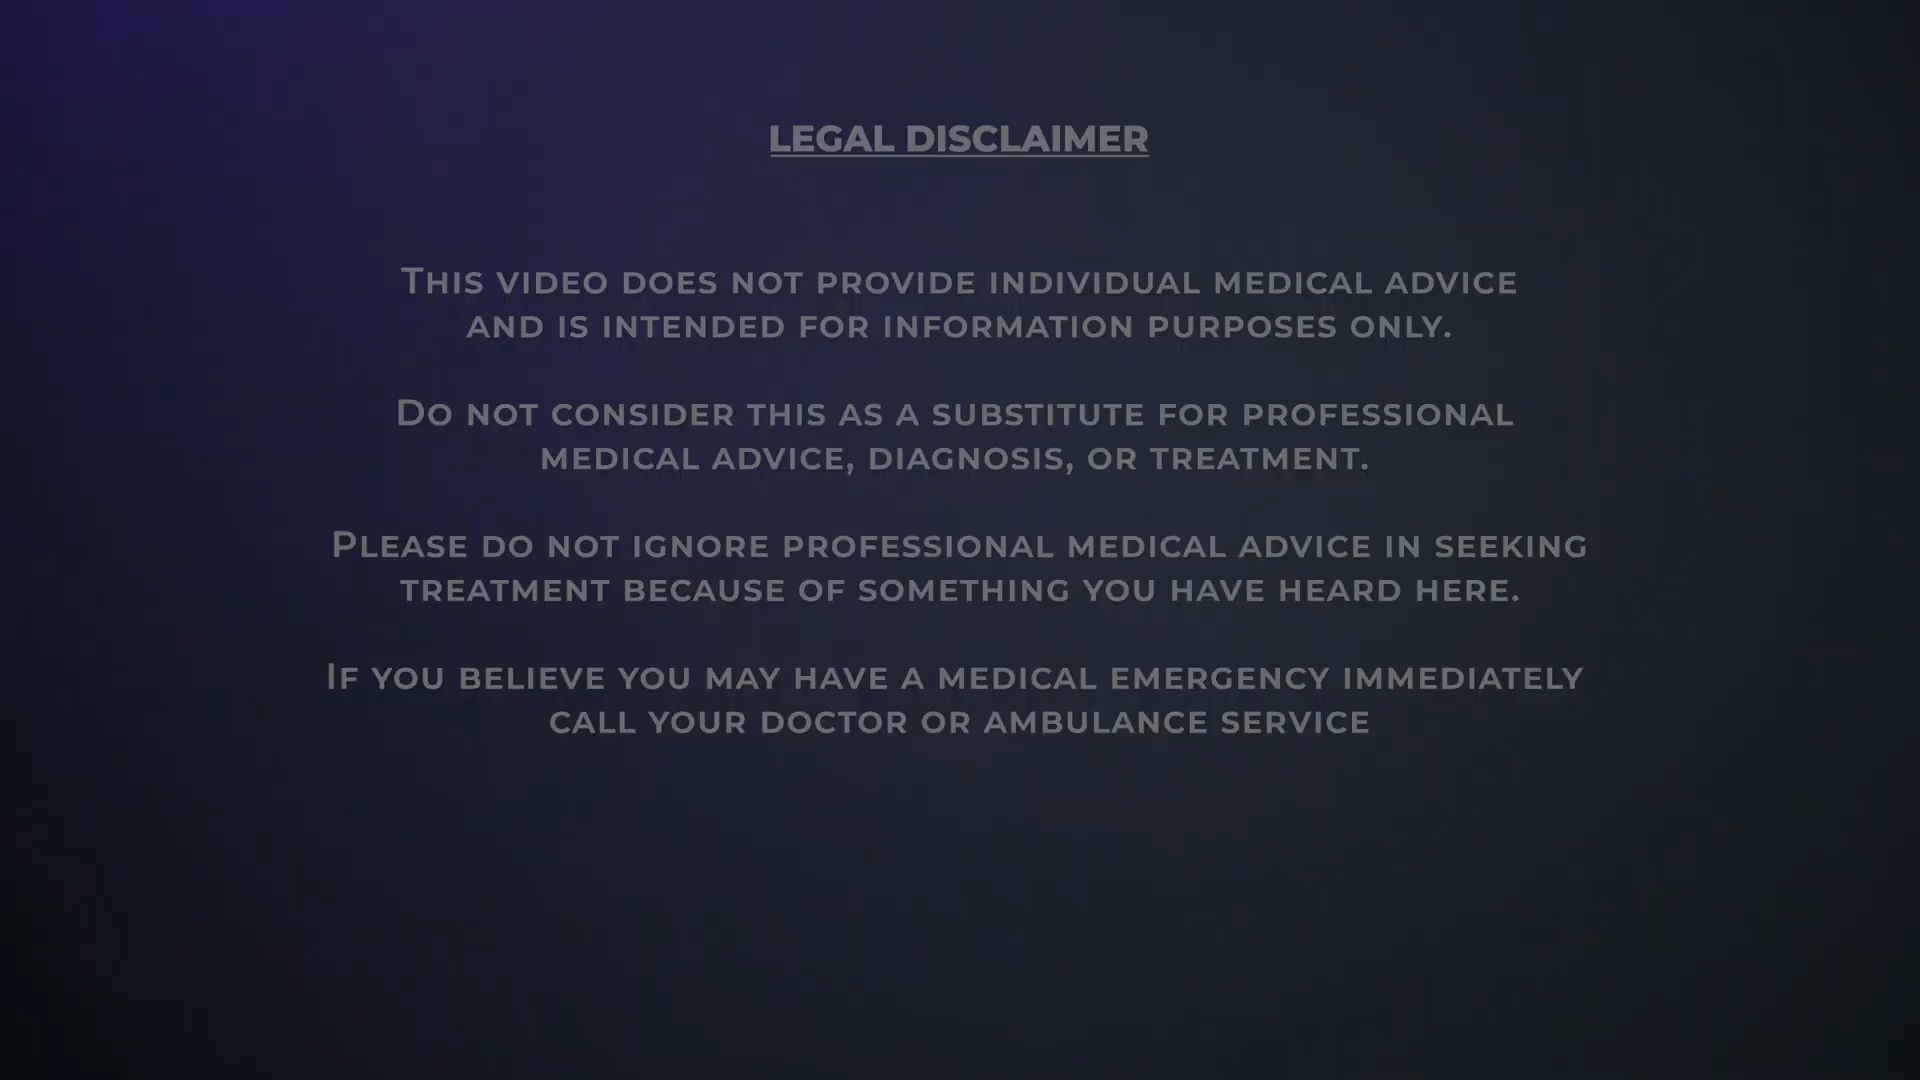 LEGAL DISCLAIMER
This video does not provide individual medical advice
and is intended for information purposes only.
Do not consider this as a substitute for professional
medical advice, diagnosis, or treatment.
Please do not ignore professional medical advice in seeking
treatment because of something you have heard here.
If you believe you may have a medical emergency immediately
call your doctor or ambulance service